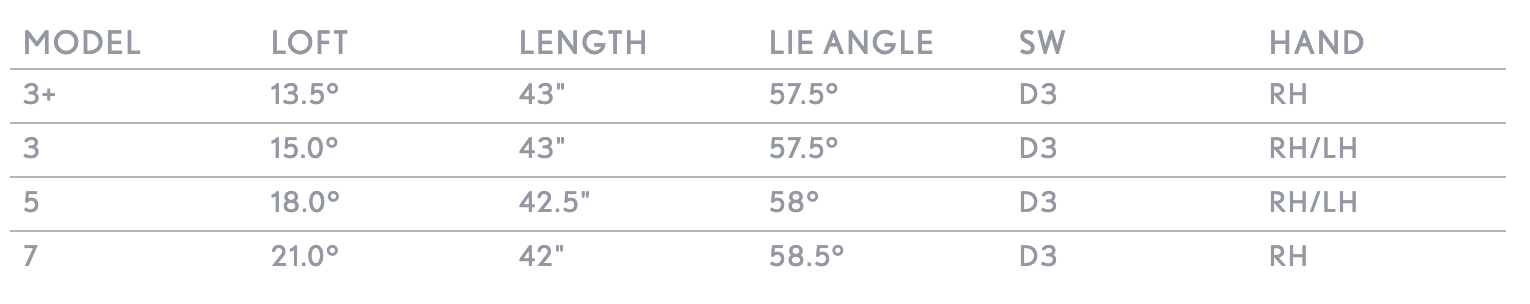 MODEL LOFT LENGTH LIE ANGLE SW HAND
3+ 13.5° 43" 57.5° D3 RH
3 15.0° 43" 57.5° D3 RH/LH
5 18.0° 42.5" 58° D3 RH/LH
7 21.0° 42" 58.5° D3 RH